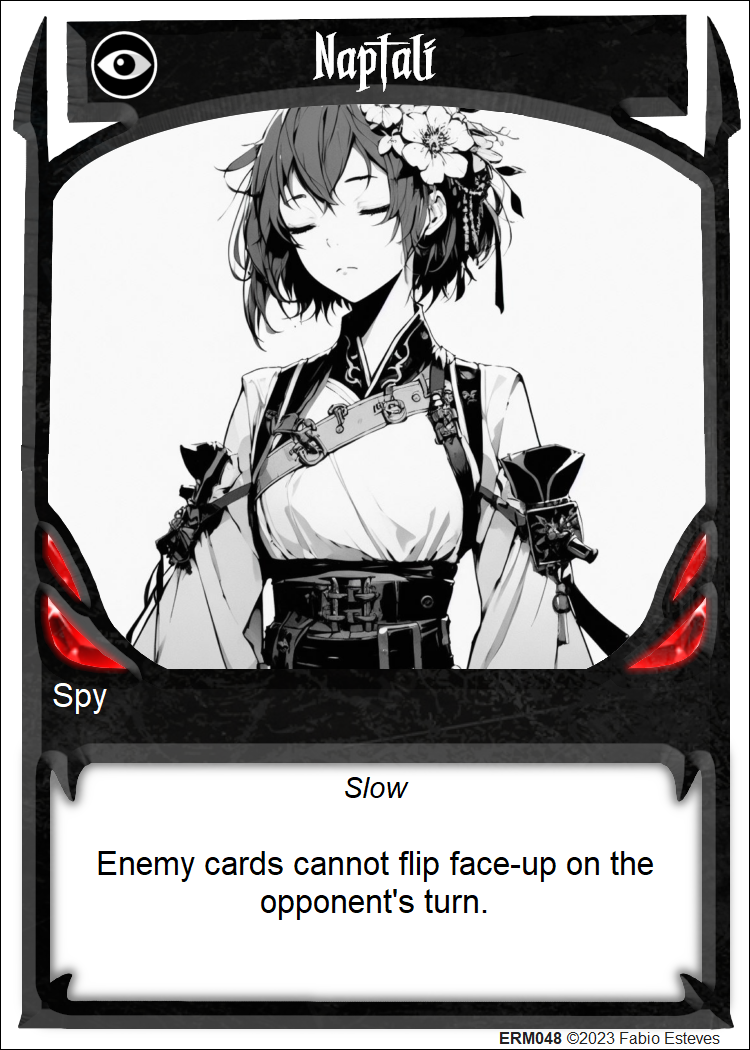 Naptali
Spy
Slow
Enemy cards cannot flip face-up on the
opponent's turn.
ERM048 ©2023 Fabio Esteves